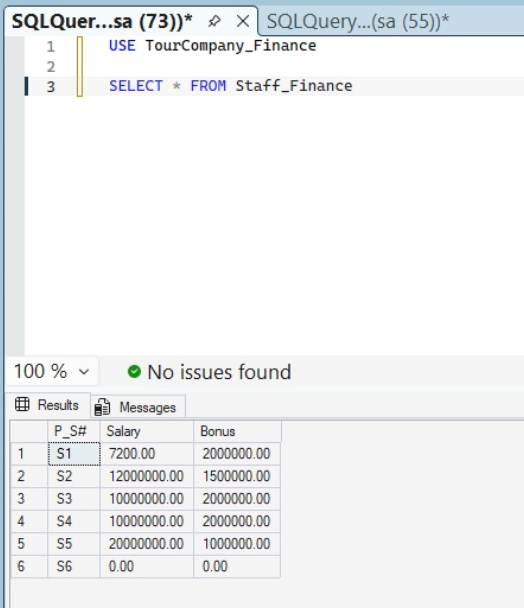 SQLQuer...sa (73))* SQLQuery...(sa (55))*
1 USE TourCompany_Finance
2
3 SELECT * FROM Staff_Finance
100 % No issues found
Results Messages
P_S# Salary Bonus
1 S1 7200.00 2000000.00
2 S2 12000000.00 1500000.00
3 S3 10000000.00 2000000.00
4 S4 10000000.00 2000000.00
5 S5 20000000.00 1000000.00
6 S6 0.00 0.00